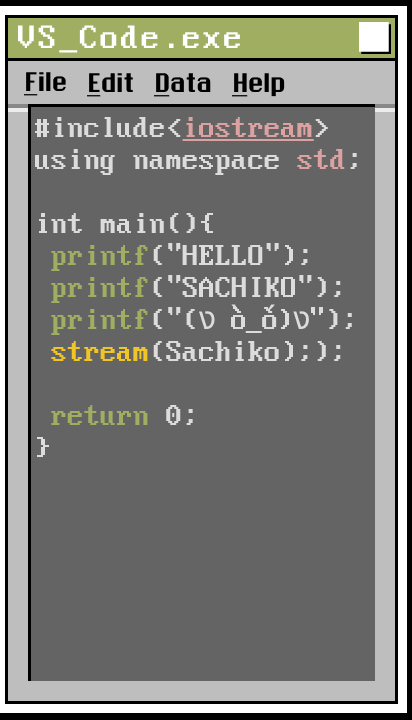 VS_Code.exe
File Edit Data Help
#include<iostream>
using namespace std;
int main(){
printf("HELLO");
printf("SACHIKO");
printf("(ง ò_ó)ง");
stream(Sachiko););
return 0;
}